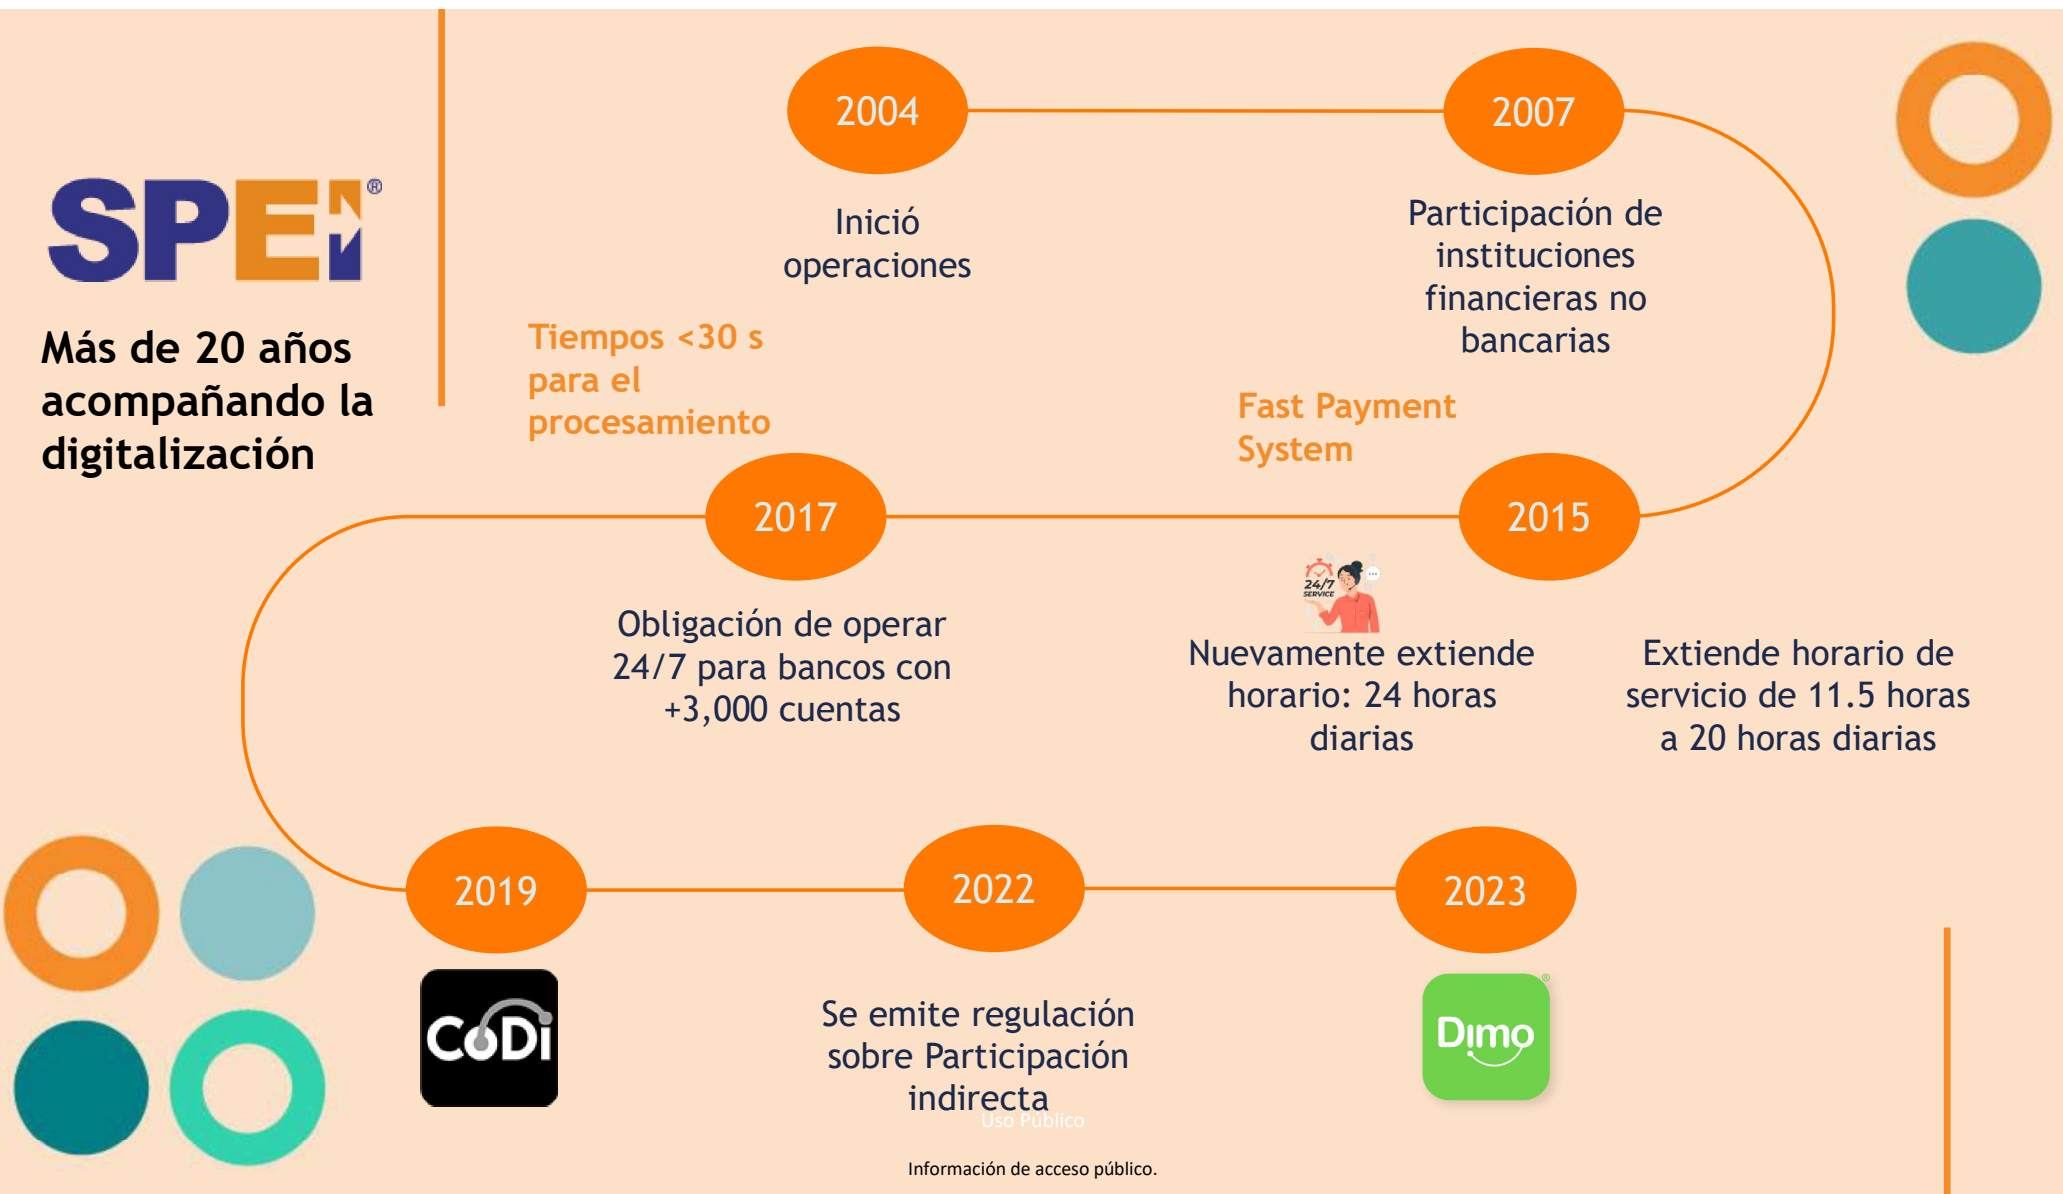 SPEI®
Más de 20 años
acompañando la
digitalización
2004
Inició
operaciones
2007
Participación de
instituciones
financieras no
bancarias
Tiempos <30 s
para el
procesamiento
Fast Payment
System
2015
Extiende horario de
servicio de 11.5 horas
a 20 horas diarias
24/7
SERVICE
Nuevamente extiende
horario: 24 horas
diarias
2017
Obligación de operar
24/7 para bancos con
+3,000 cuentas
2019
CoDi
2022
Se emite regulación
sobre Participación
indirecta
2023
Dimo®
Uso Público
Información de acceso público.